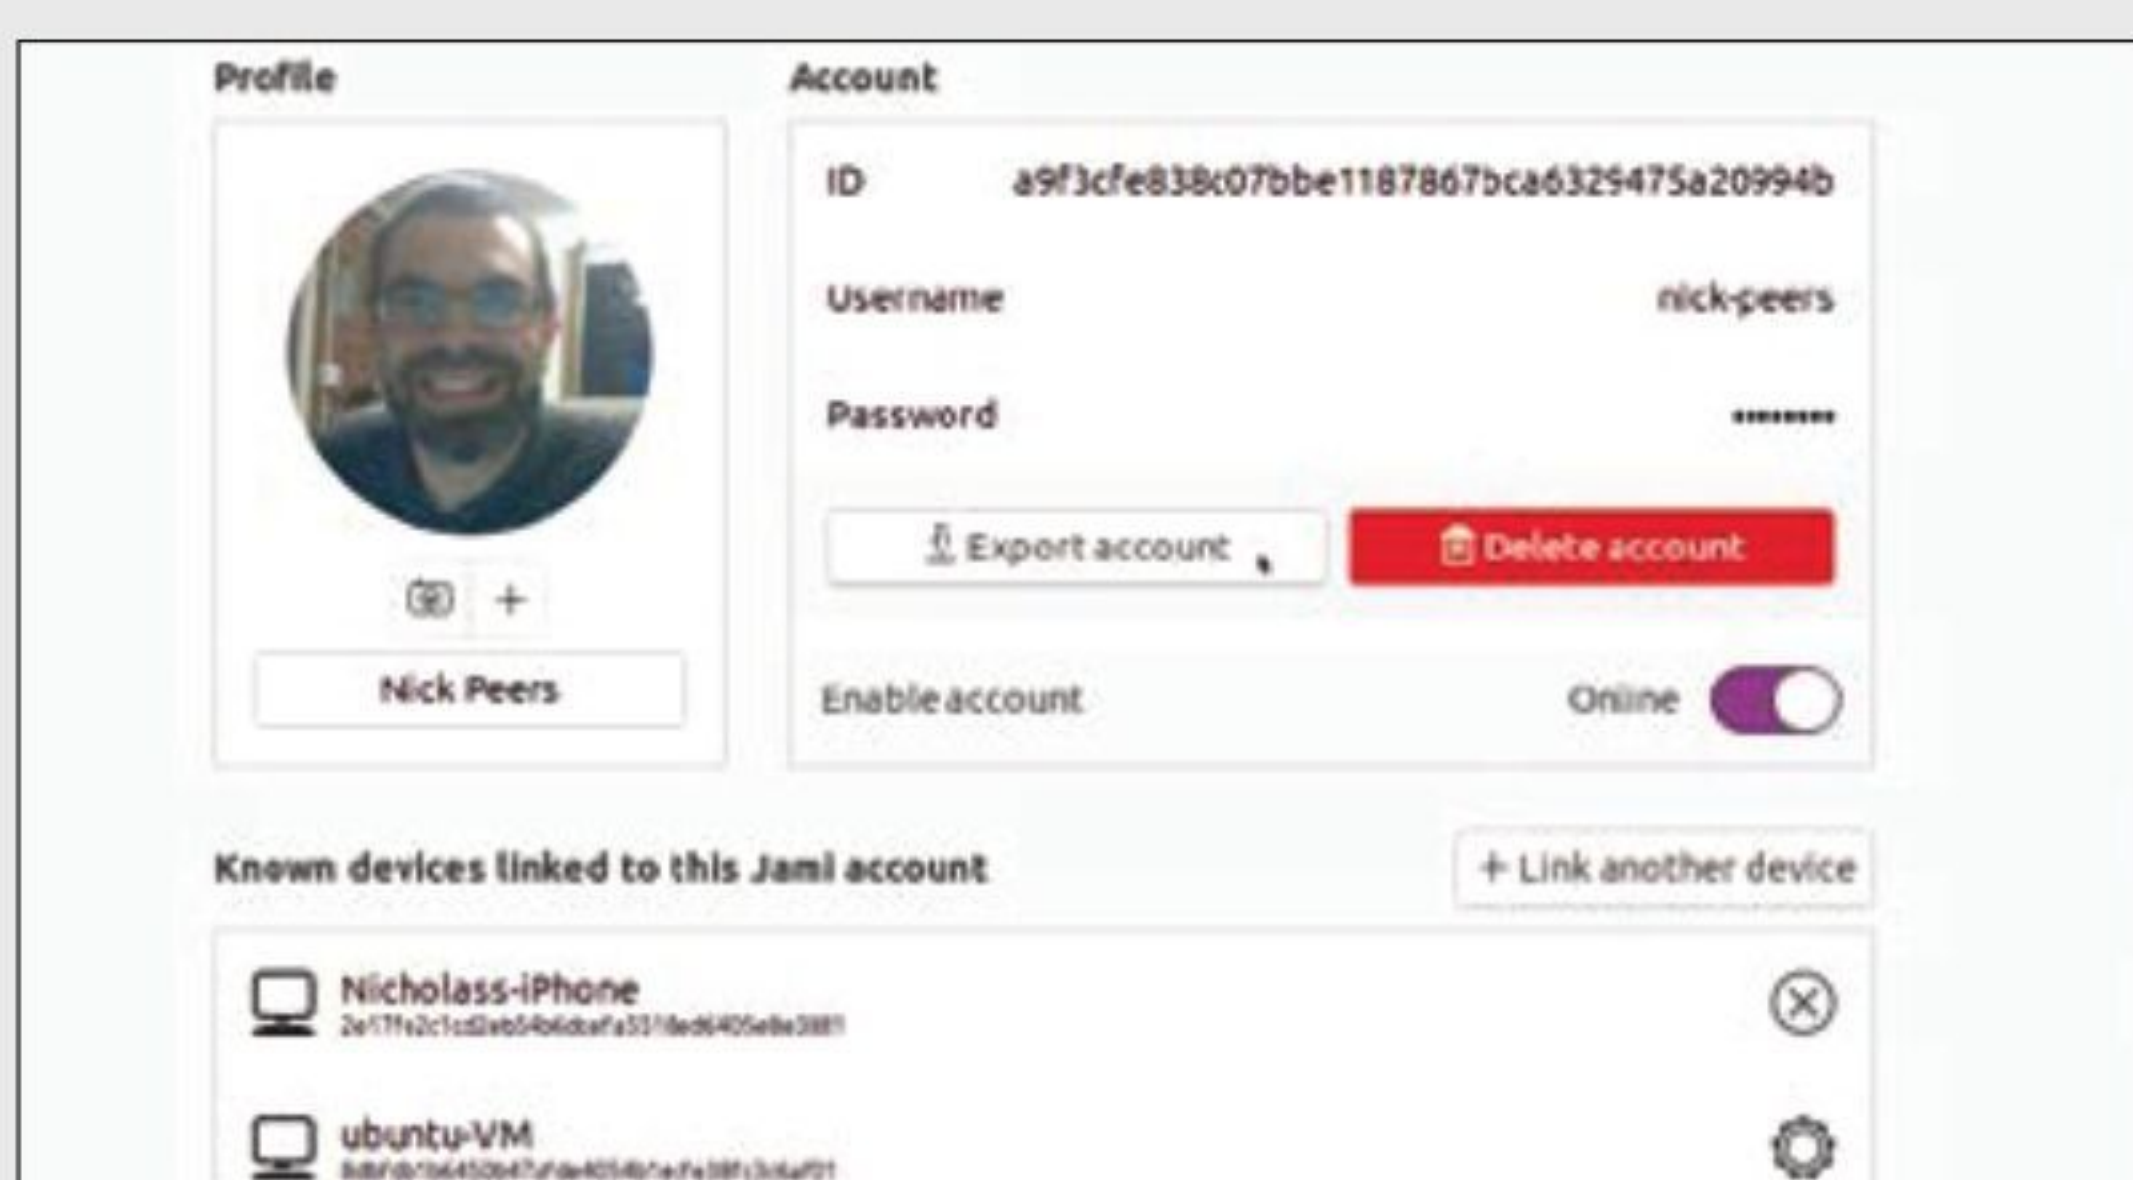 Profile
Account
ID a9f3cfe838c07bbe1187867bca6329475a20994b
Username nick-peers
Password •••••••••
Export account
Delete account
Nick Peers
Enable account Online
Known devices linked to this Jami account
+ Link another device
Nicholass-iPhone
ubuntu-VM